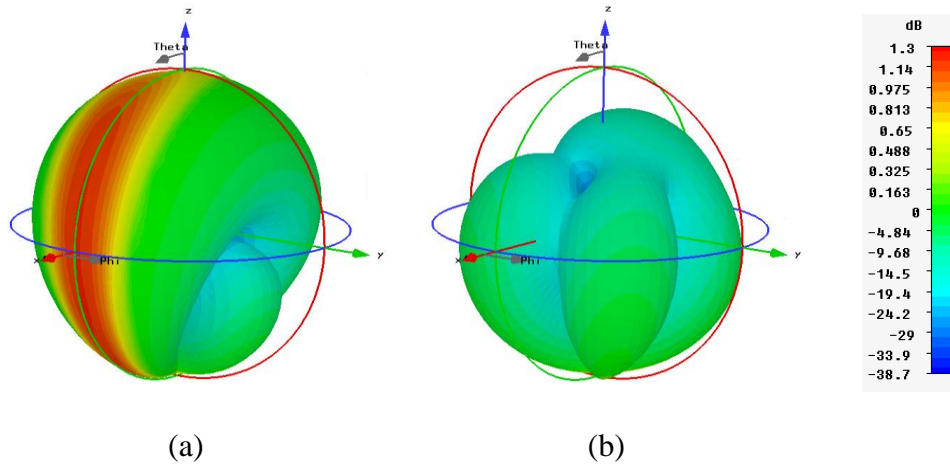 z
Theta
x
Phi
y
(a)
z
Theta
x
Phi
y
(b)
dB
1.3
1.14
0.975
0.813
0.65
0.488
0.325
0.163
0
-4.84
-9.68
-14.5
-19.4
-24.2
-29
-33.9
-38.7